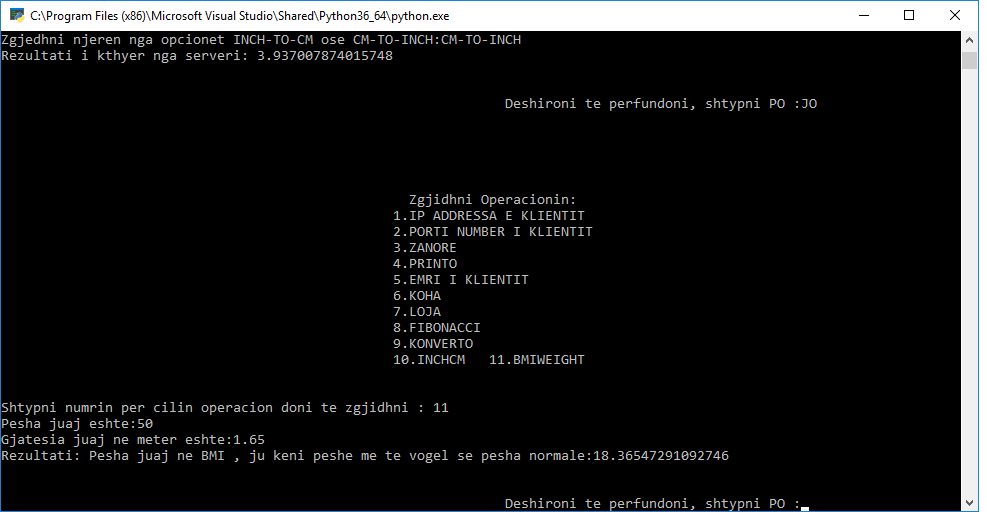 C:\Program Files (x86)\Microsoft Visual Studio\Shared\Python36_64\python.exe
Zgjedhni njeren nga opcionet INCH-TO-CM ose CM-TO-INCH:CM-TO-INCH
Rezultati i kthyer nga serveri: 3.937007874015748
Deshironi te perfundoni, shtypni PO :JO
Zgjidhni Operacionin:
1.IP ADDRESSA E KLIENTIT
2.PORTI NUMBER I KLIENTIT
3.ZANORE
4.PRINTO
5.EMRI I KLIENTIT
6.KOHA
7.LOJA
8.FIBONACCI
9.KONVERTO
10.INCHCM   11.BMIWEIGHT
Shtypni numrin per cilin operacion doni te zgjidhni : 11
Pesha juaj eshte:50
Gjatesia juaj ne meter eshte:1.65
Rezultati: Pesha juaj ne BMI , ju keni peshe me te vogel se pesha normale:18.36547291092746
Deshironi te perfundoni, shtypni PO :